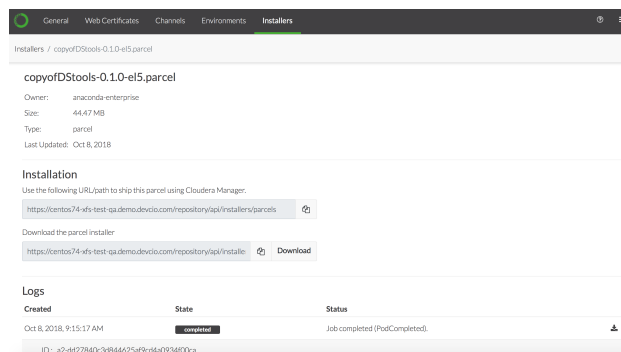 General Web Certificates Channels Environments Installers
Installers / copyofDStools-0.1.0-el5.parcel
copyofDStools-0.1.0-el5.parcel
Owner: anaconda-enterprise
Size: 44.47 MB
Type: parcel
Last Updated: Oct 8, 2018
Installation
Use the following URL/path to ship this parcel using Cloudera Manager.
https://centos74-xfs-test-qa.demo.devcio.com/repository/api/installers/parcels
Download the parcel installer
https://centos74-xfs-test-qa.demo.devcio.com/repository/api/installe Download
Logs
Created State Status
Oct 8, 2018, 9:15:17 AM completed Job completed (PodCompleted).
ID : a2-dd27840c3d844625af9cd4a0934f00ca